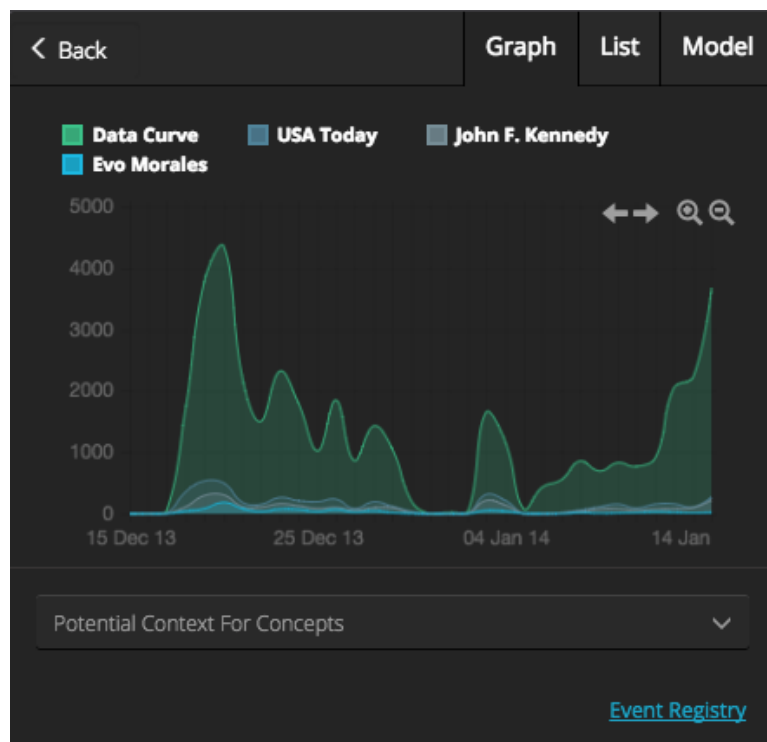 Back
Graph List Model
Data Curve USA Today John F. Kennedy
Evo Morales
5000
4000
3000
2000
1000
0
15 Dec 13 25 Dec 13 04 Jan 14 14 Jan
Potential Context For Concepts
Event Registry